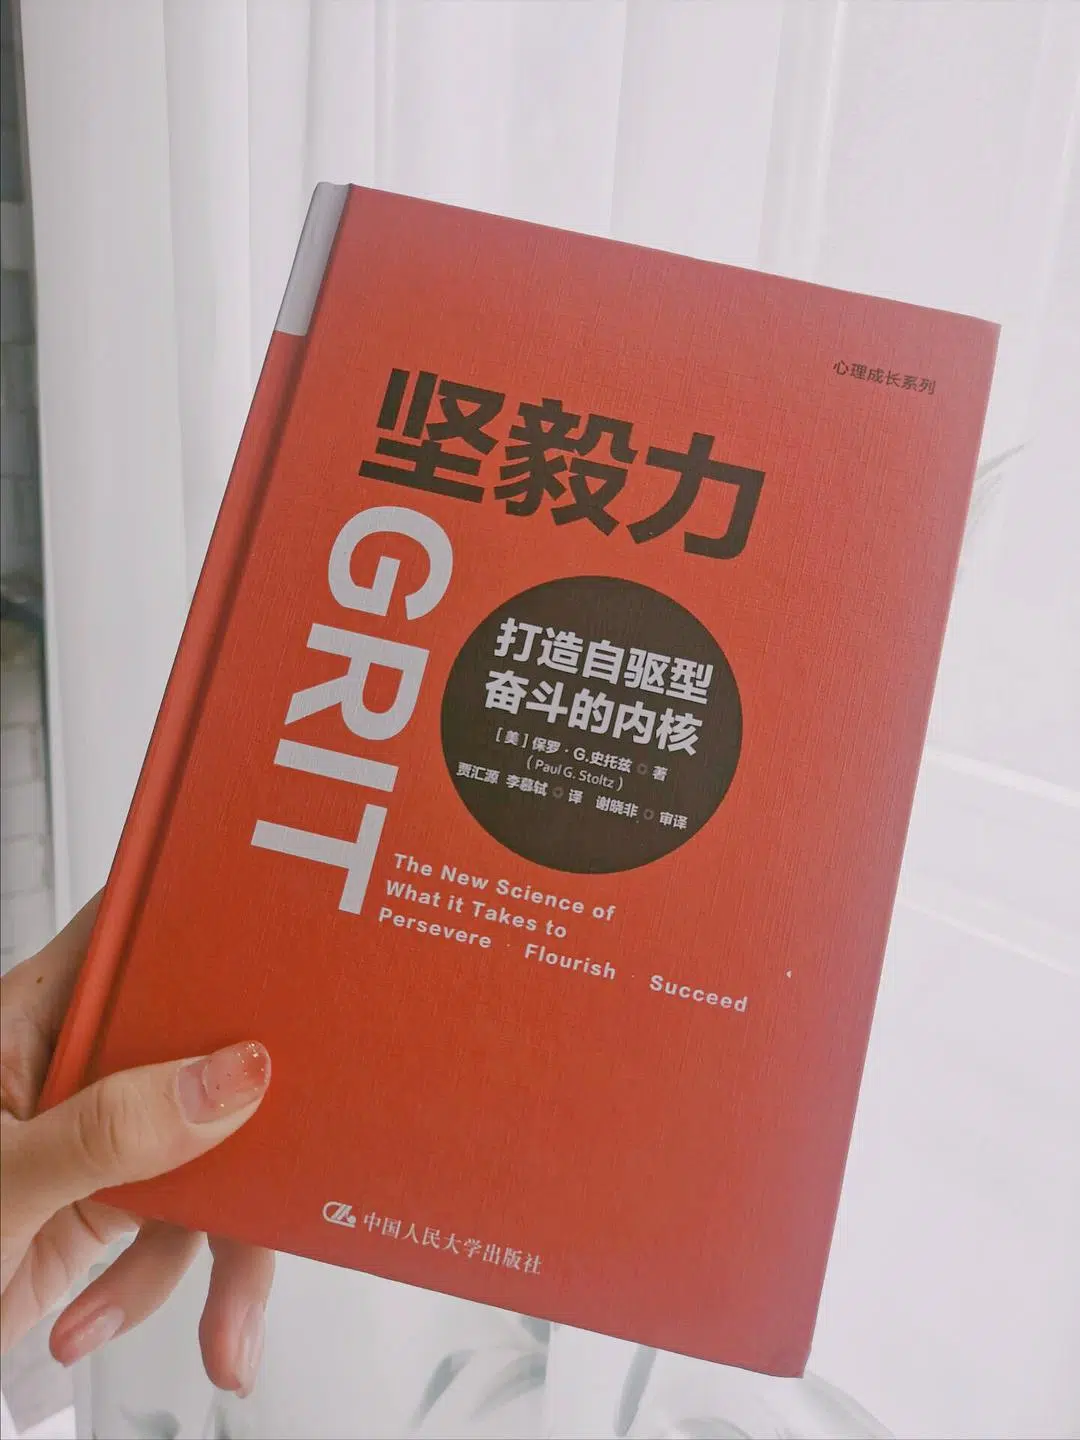 心理成长系列
坚毅力
GRIT
打造自驱型
奋斗的内核
[美]保罗·G.史托兹 著
(Paul G. Stoltz)
贾汇源 李慕轼 译 谢晓非 审译
The New Science of
What it Takes to
Persevere · Flourish · Succeed
中国人民大学出版社